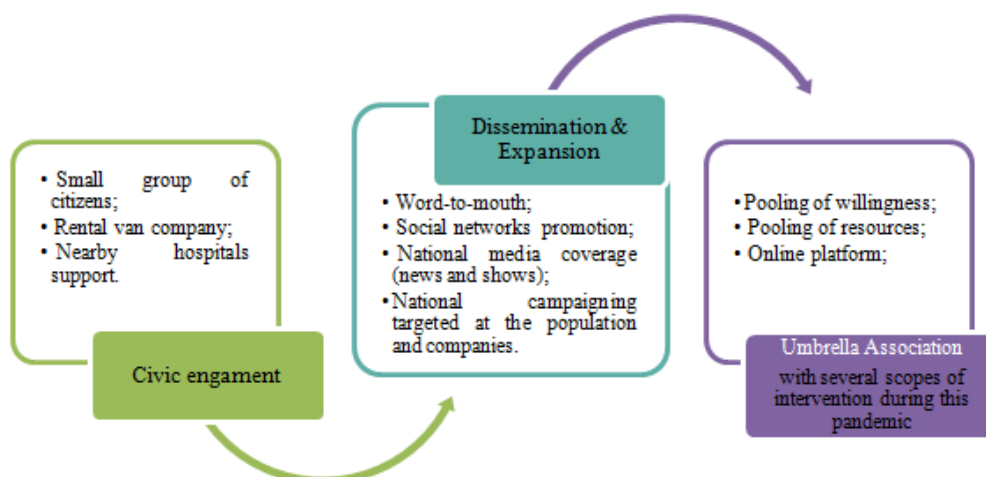 • Small group of
citizens;
• Rental van company;
• Nearby hospitals
support.
Civic engament
Dissemination &
Expansion
• Word-to-mouth;
• Social networks promotion;
• National media coverage
(news and shows);
• National campaigning
targeted at the population
and companies.
• Pooling of willingness;
• Pooling of resources;
• Online platform;
Umbrella Association
with several scopes of
intervention during this
pandemic